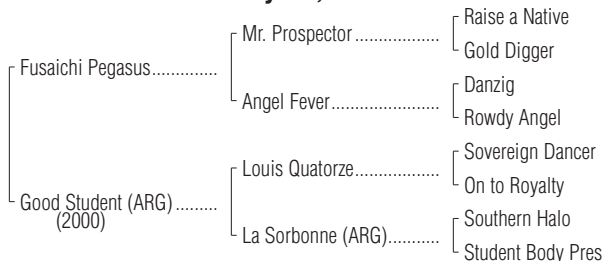 Raise a Native
Mr. Prospector..................
Gold Digger
Fusaichi Pegasus..............
Danzig
Angel Fever.......................
Rowdy Angel
Sovereign Dancer
Louis Quatorze..................
On to Royalty
Good Student (ARG).........
(2000)
Southern Halo
La Sorbonne (ARG)...........
Student Body Pres